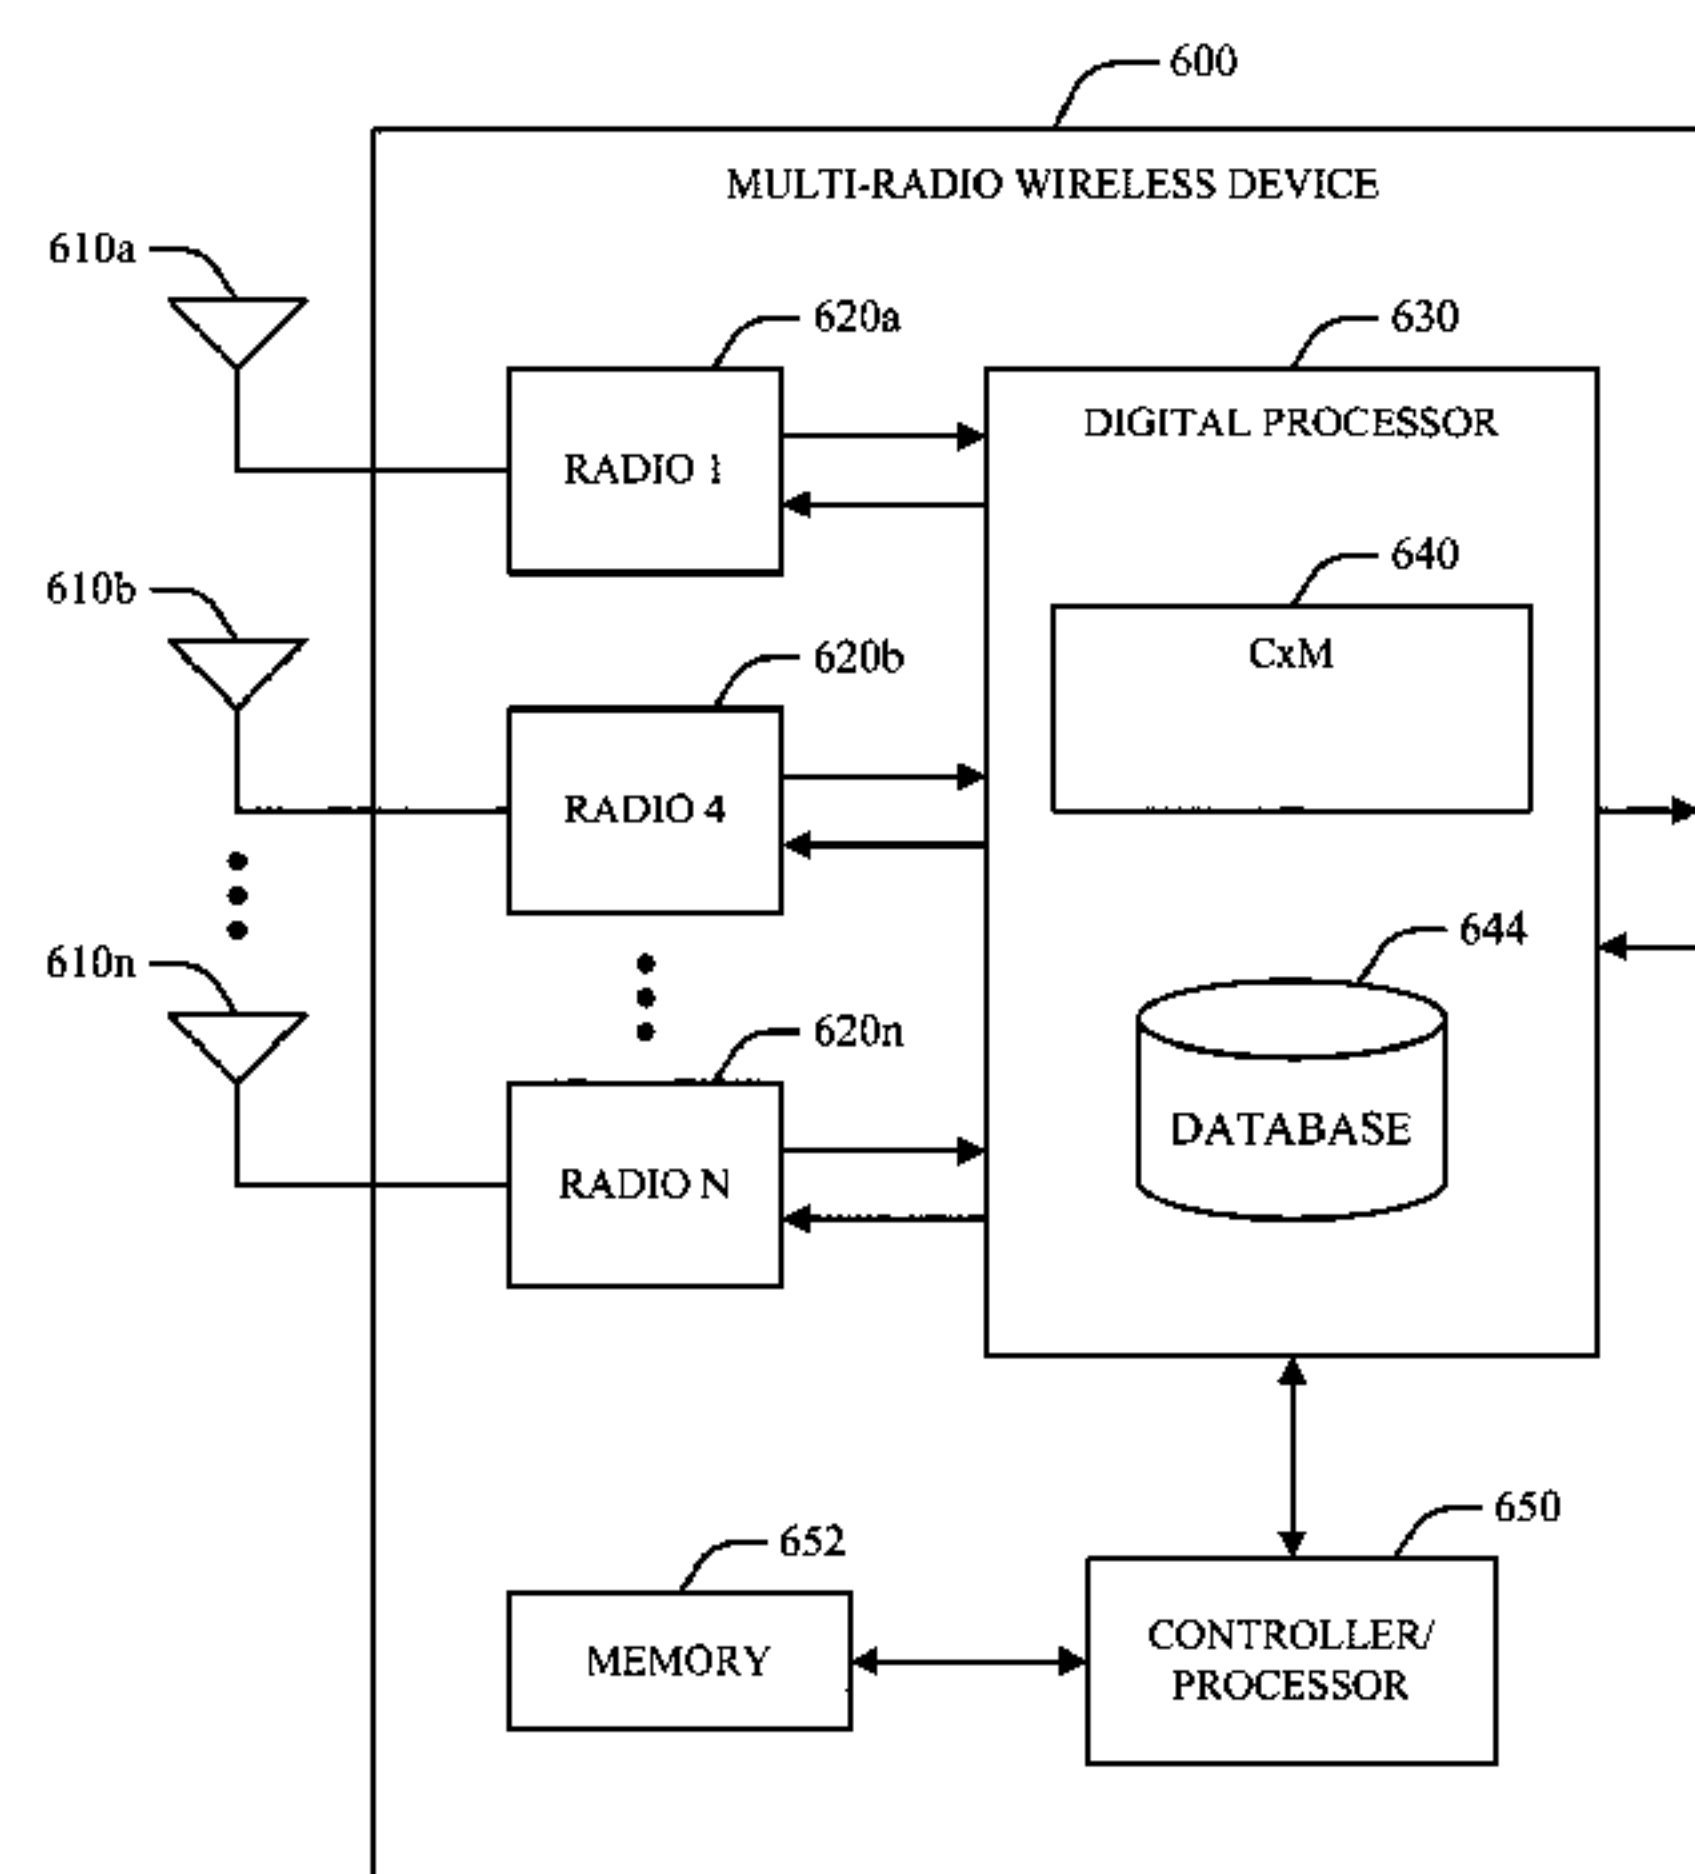 600
MULTI-RADIO WIRELESS DEVICE
610a
620a
630
DIGITAL PROCESSOR
RADIO 1
640
610b
CxM
620b
RADIO 4
644
610n
620n
DATABASE
RADIO N
650
652
CONTROLLER/
MEMORY
PROCESSOR